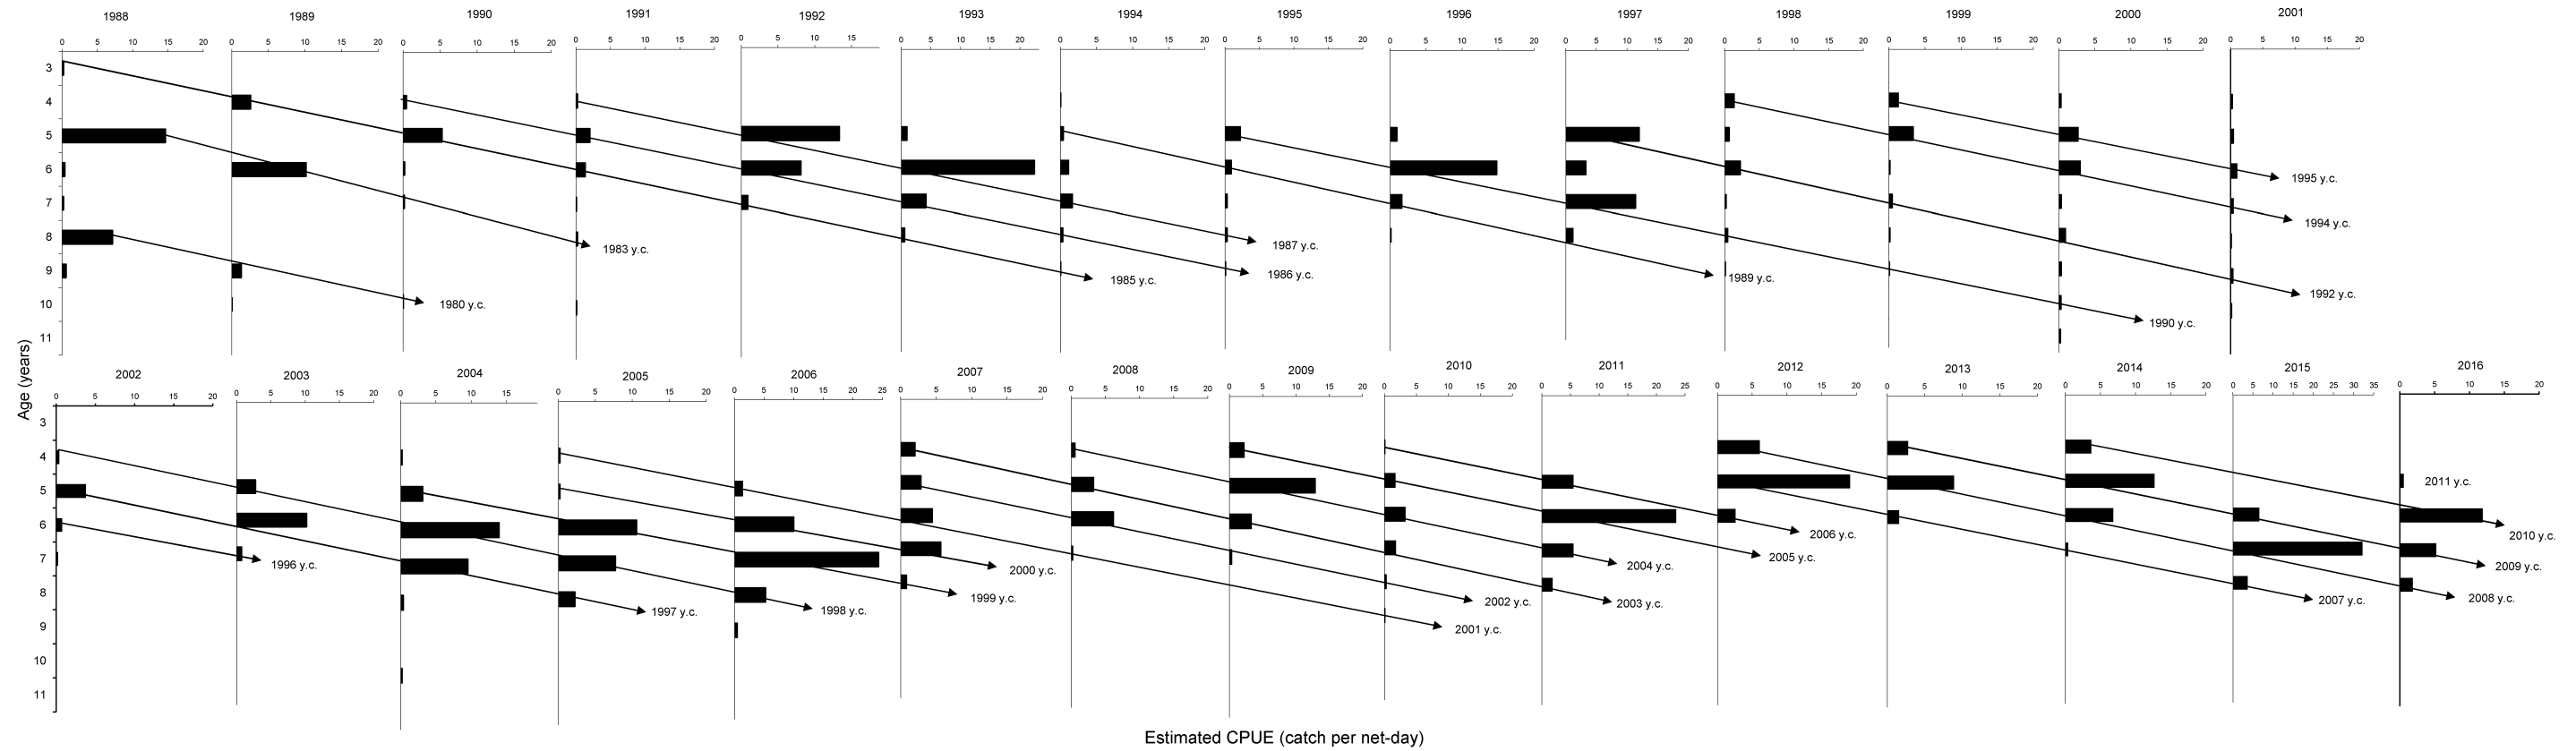 1988 1989 1990 1991 1992 1993 1994 1995 1996 1997 1998 1999 2000 2001
0 5 10 15 20 0 5 10 15 20 0 5 10 15 20 0 5 10 15 20 0 5 10 15 0 5 10 15 20 0 5 10 15 20 0 5 10 15 20 0 5 10 15 20 0 5 10 15 20 0 5 10 15 20 0 5 10 15 20 0 5 10 15 20 0 5 10 15 20
3
4
5
6
7
8
9
10
11
1995 y.c.
1994 y.c.
1983 y.c.
1987 y.c.
1986 y.c.
1989 y.c.
1985 y.c.
1992 y.c.
1980 y.c.
1990 y.c.
Age (years)
2002 2003 2004 2005 2006 2007 2008 2009 2010 2011 2012 2013 2014 2015 2016
0 5 10 15 20 0 5 10 15 20 0 5 10 15 0 5 10 15 20 0 5 10 15 20 25 0 5 10 15 20 0 5 10 15 20 0 5 10 15 20 0 5 10 15 20 0 5 10 15 20 25 0 5 10 15 20 0 5 10 15 20 0 5 10 15 20 0 5 10 15 20 25 30 35 0 5 10 15 20
3
4
5
6
7
8
9
10
11
2011 y.c.
2006 y.c.
2010 y.c.
2005 y.c.
1996 y.c.
2000 y.c.
2004 y.c.
2009 y.c.
1999 y.c.
2008 y.c.
2002 y.c.
2003 y.c.
2007 y.c.
1997 y.c.
1998 y.c.
2001 y.c.
Estimated CPUE (catch per net-day)